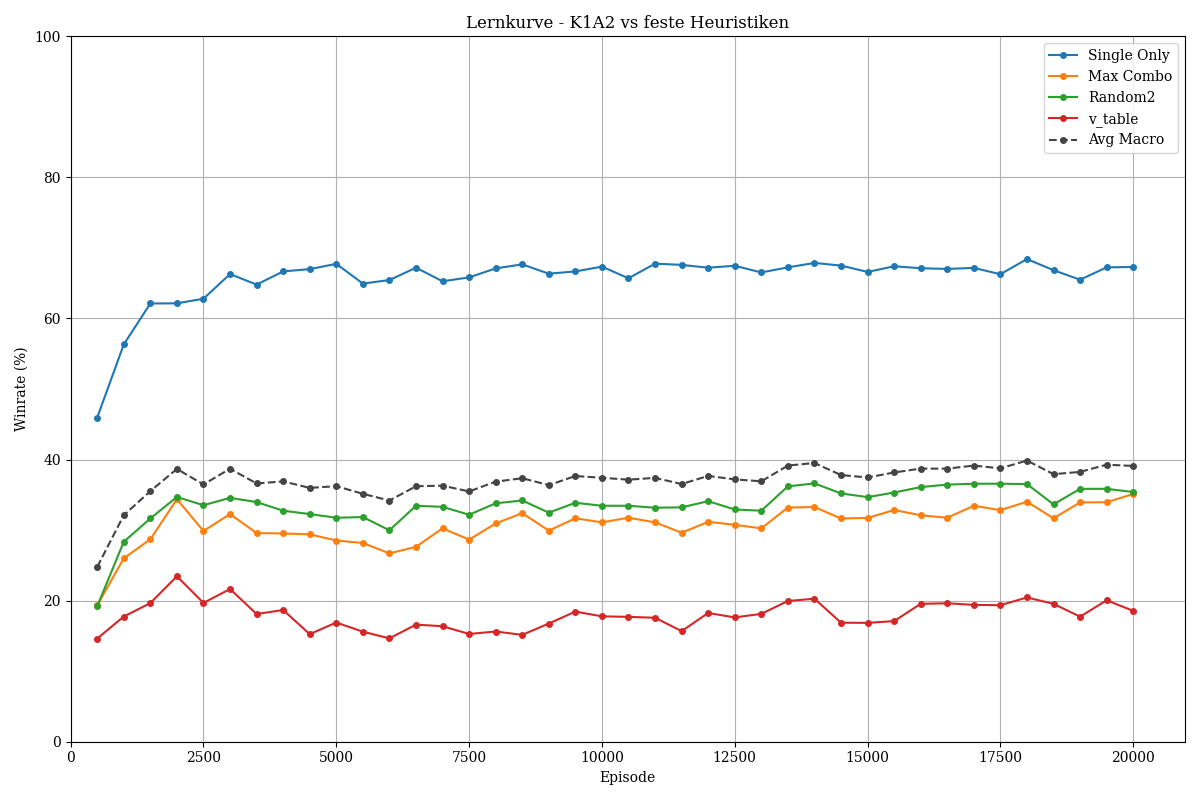 Lernkurve - K1A2 vs feste Heuristiken
100
80
60
40
20
0
Winrate (%)
Single Only
Max Combo
Random2
v_table
Avg Macro
0 2500 5000 7500 10000 12500 15000 17500 20000
Episode